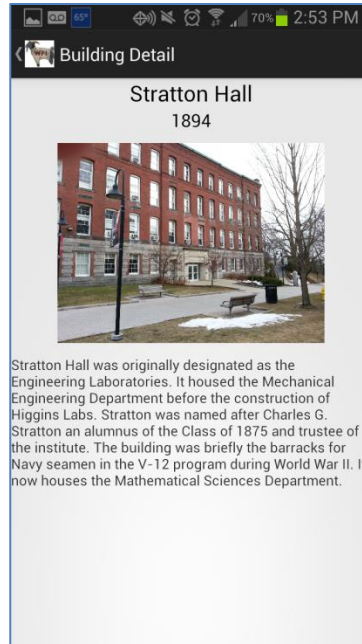 65°
70% 2:53 PM
WPI
Building Detail
Stratton Hall
1894
Stratton Hall was originally designated as the
Engineering Laboratories. It housed the Mechanical
Engineering Department before the construction of
Higgins Labs. Stratton was named after Charles G.
Stratton an alumnus of the Class of 1875 and trustee of
the institute. The building was briefly the barracks for
Navy seamen in the V-12 program during World War II. I
now houses the Mathematical Sciences Department.